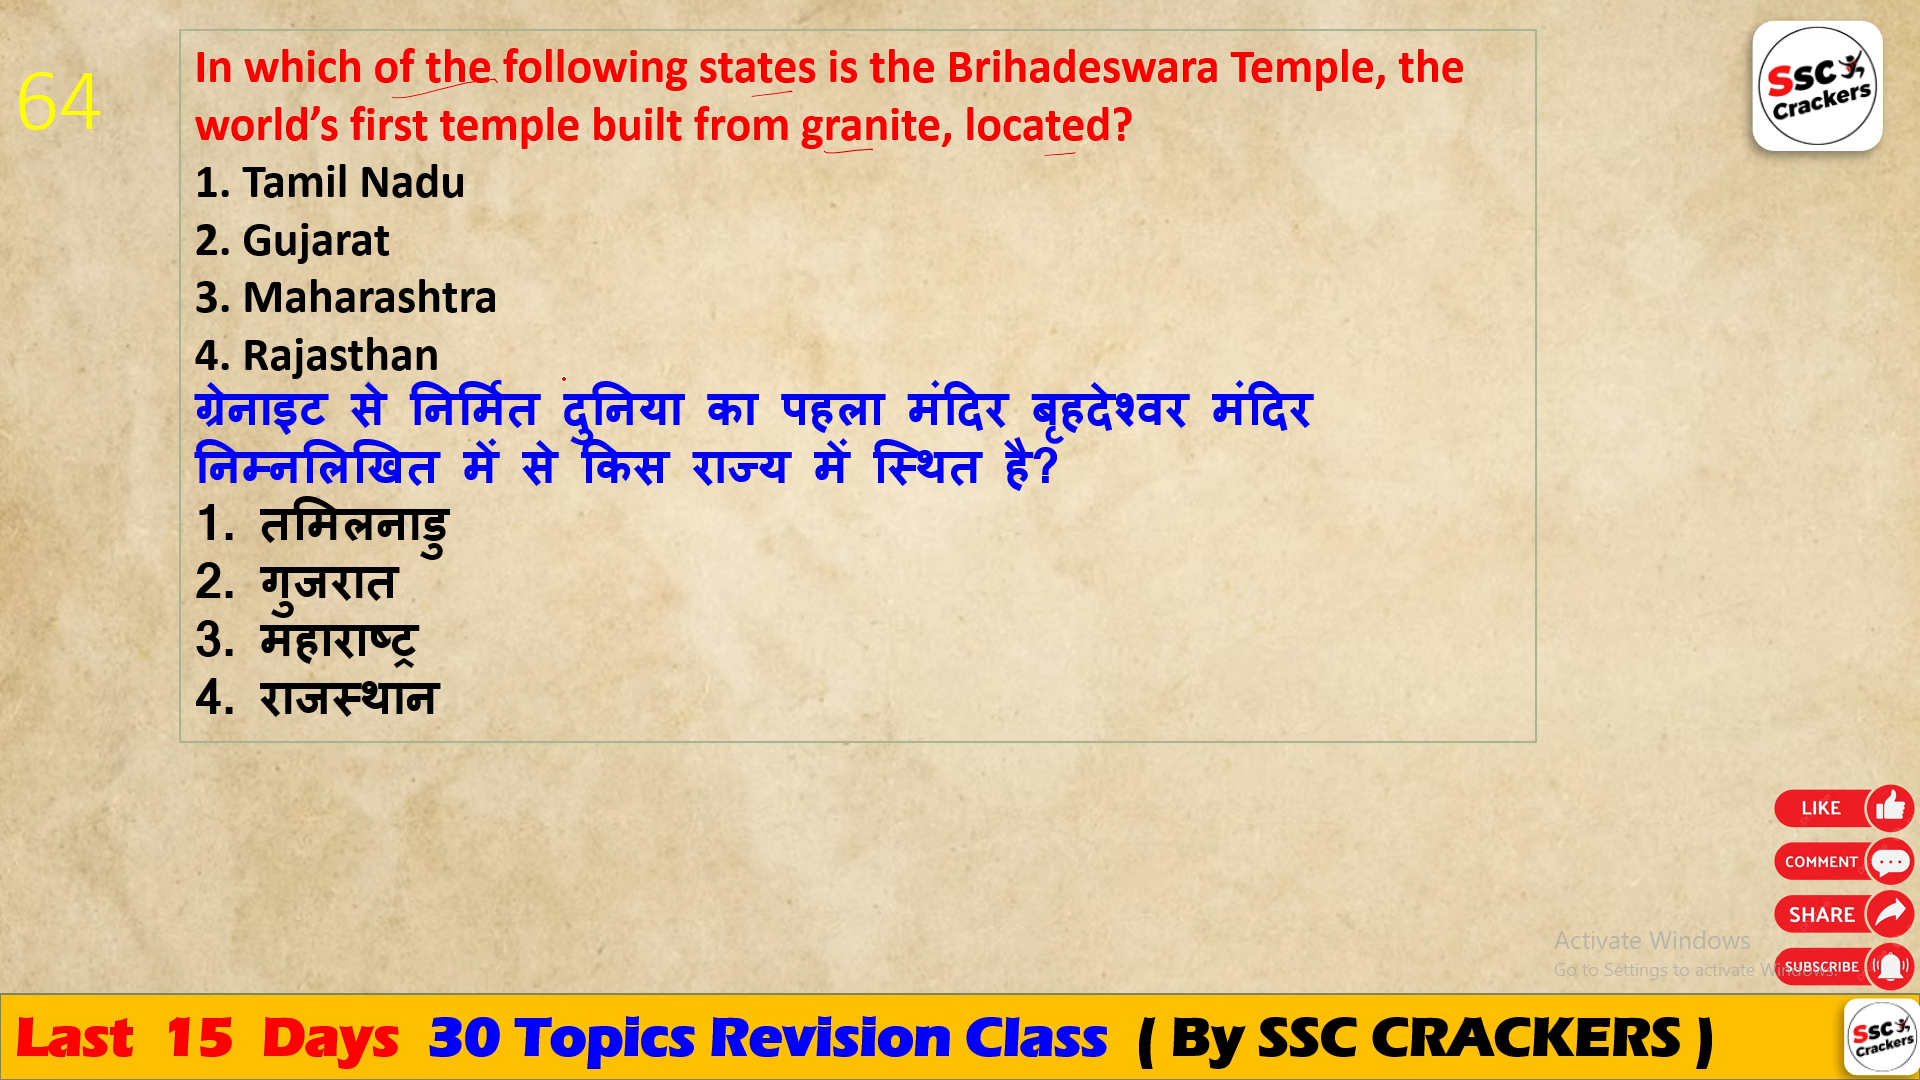 64
In which of the following states is the Brihadeswara Temple, the
world’s first temple built from granite, located?
1. Tamil Nadu
2. Gujarat
3. Maharashtra
4. Rajasthan
ग्रेनाइट से निर्मित दुनिया का पहला मंदिर बृहदेश्वर मंदिर
निम्नलिखित में से किस राज्य में स्थित है?
1. तमिलनाडु
2. गुजरात
3. महाराष्ट्र
4. राजस्थान
SSC
Crackers
LIKE
COMMENT
SHARE
SUBSCRIBE
Activate Windows
Go to Settings to activate Windows.
Last 15 Days 30 Topics Revision Class ( By SSC CRACKERS )
SSC
Crackers